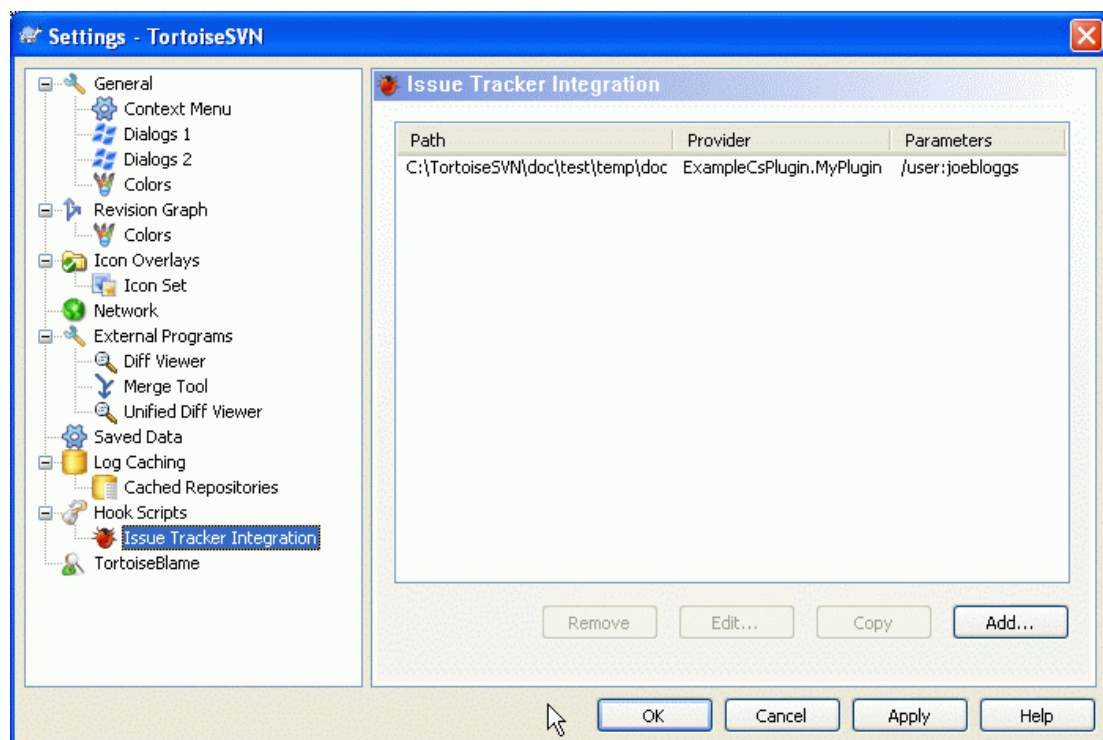 Settings - TortoiseSVN
General
Context Menu
Dialogs 1
Dialogs 2
Colors
Revision Graph
Colors
Icon Overlays
Icon Set
Network
External Programs
Diff Viewer
Merge Tool
Unified Diff Viewer
Saved Data
Log Caching
Cached Repositories
Hook Scripts
Issue Tracker Integration
TortoiseBlame
Issue Tracker Integration
Path Provider Parameters
C:\TortoiseSVN\doc\test\temp\doc ExampleCsPlugin.MyPlugin /user:joebloggs
Remove Edit... Copy Add...
OK Cancel Apply Help